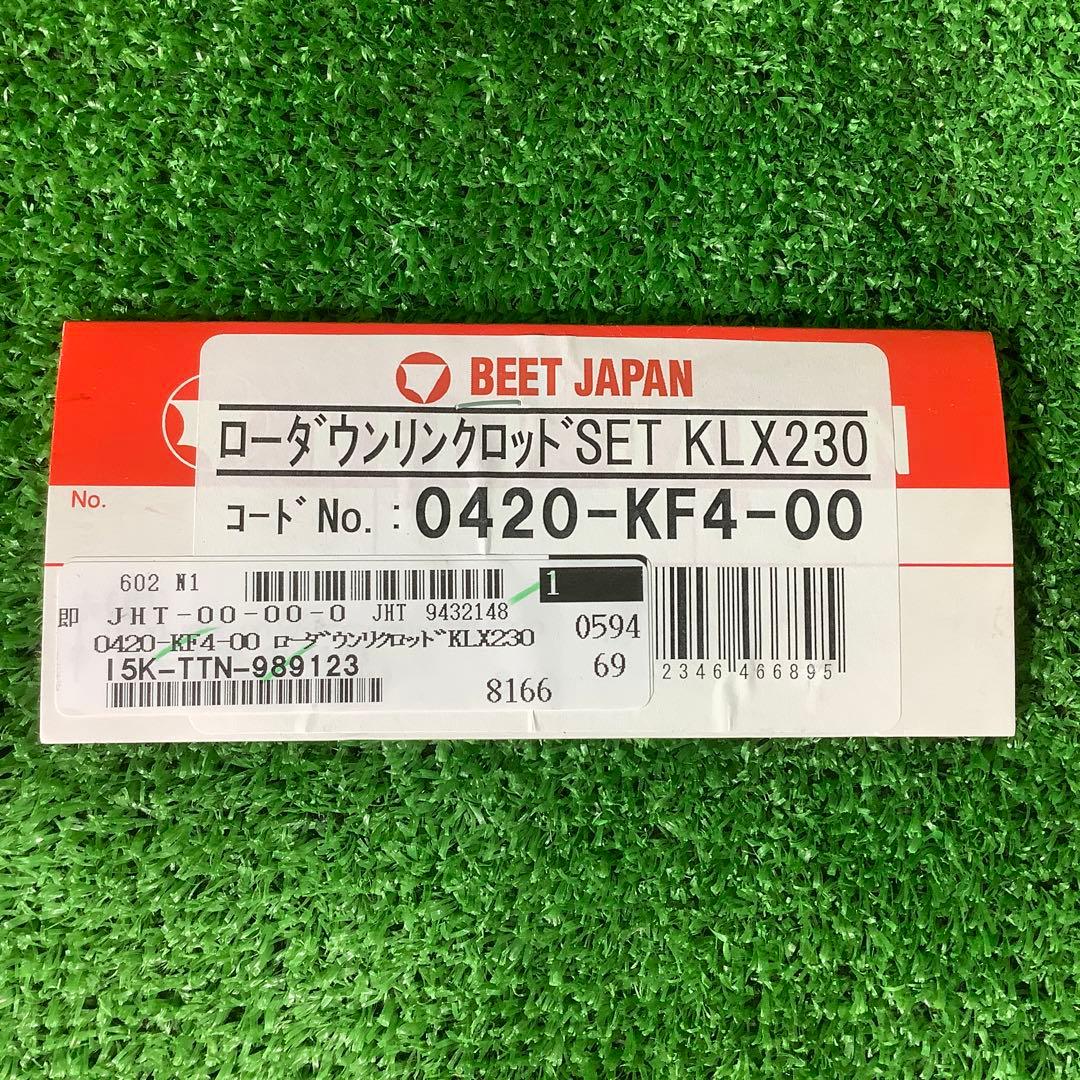 BEET JAPAN
ローダウンリンクロッドSET KLX230
No.
コードNo.:0420-KF4-00
602 N1
1
即 JHT-00-00-0 JHT 9432148
0420-KF4-00 ローダウンリクロッドKLX230
0594
I5K-TTN-989123
69
8166
2346 466895